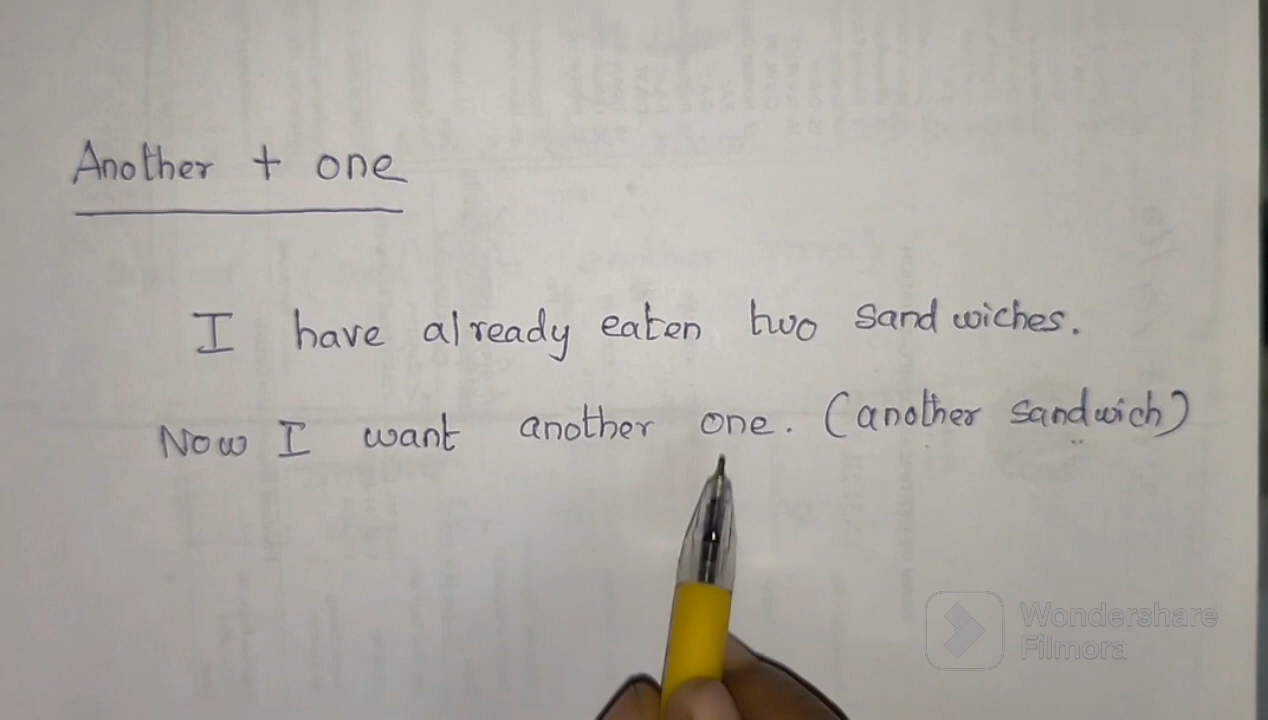 Another + one
I have already eaten two sandwiches.
Now I want another one. (another sandwich)
Wondershare
Filmora